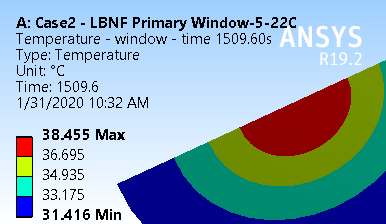 A: Case2 - LBNF Primary Window-5-22C
Temperature - window - time 1509.60s
Type: Temperature
Unit: °C
Time: 1509.6
1/31/2020 10:32 AM
ANSYS
R19.2
38.455 Max
36.695
34.935
33.175
31.416 Min